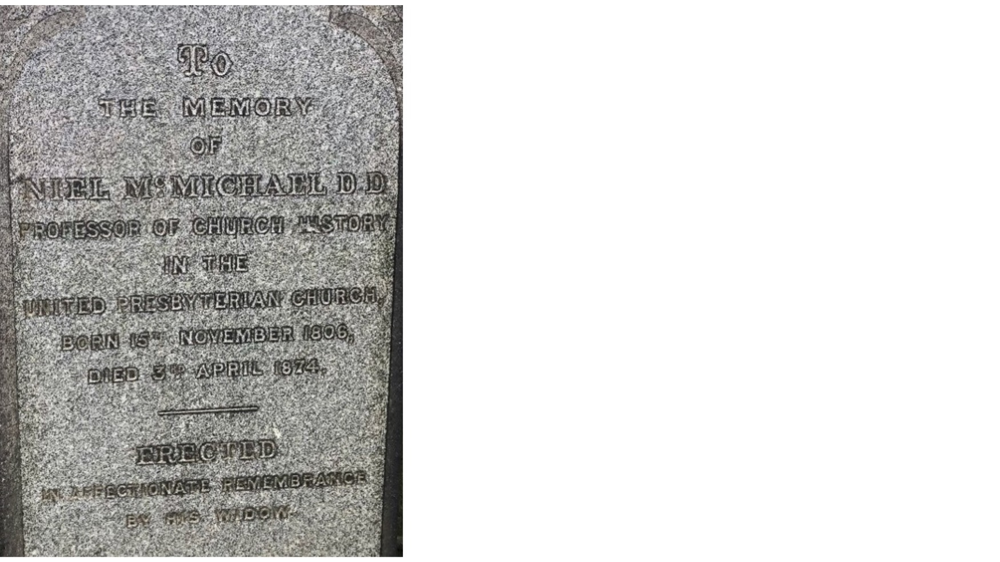 To
THE MEMORY
OF
NIEL McMICHAEL D D
PROFESSOR OF CHURCH HISTORY
IN THE
UNITED PRESBYTERIAN CHURCH,
BORN 15TH NOVEMBER 1806,
DIED 3RD APRIL 1874.
ERECTED
IN AFFECTIONATE REMEMBRANCE
BY HIS WIDOW.